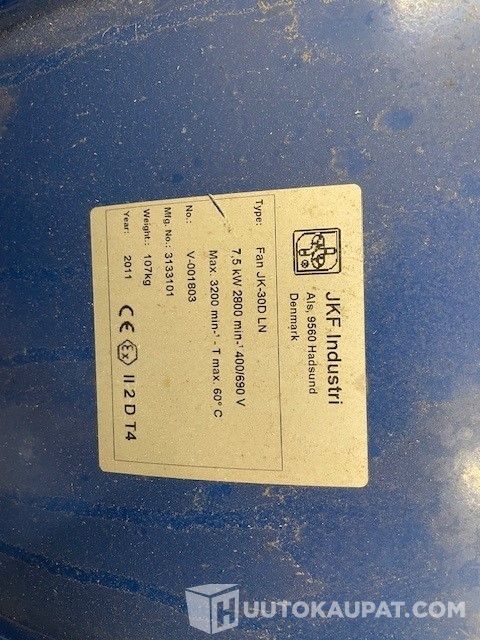 JKF Industri
Als, 9560 Hadsund
Denmark
Type: Fan JK-30D LN
7,5 kW 2800 min-¹ 400/690 V
Max. 3200 min-¹ - T max. 60° C
No.: V-001803
Mfg. No.: 3133101
Weight.: 107kg
Year: 2011 CE Ex II 2 D T4
HUUTOKAUPAT.COM